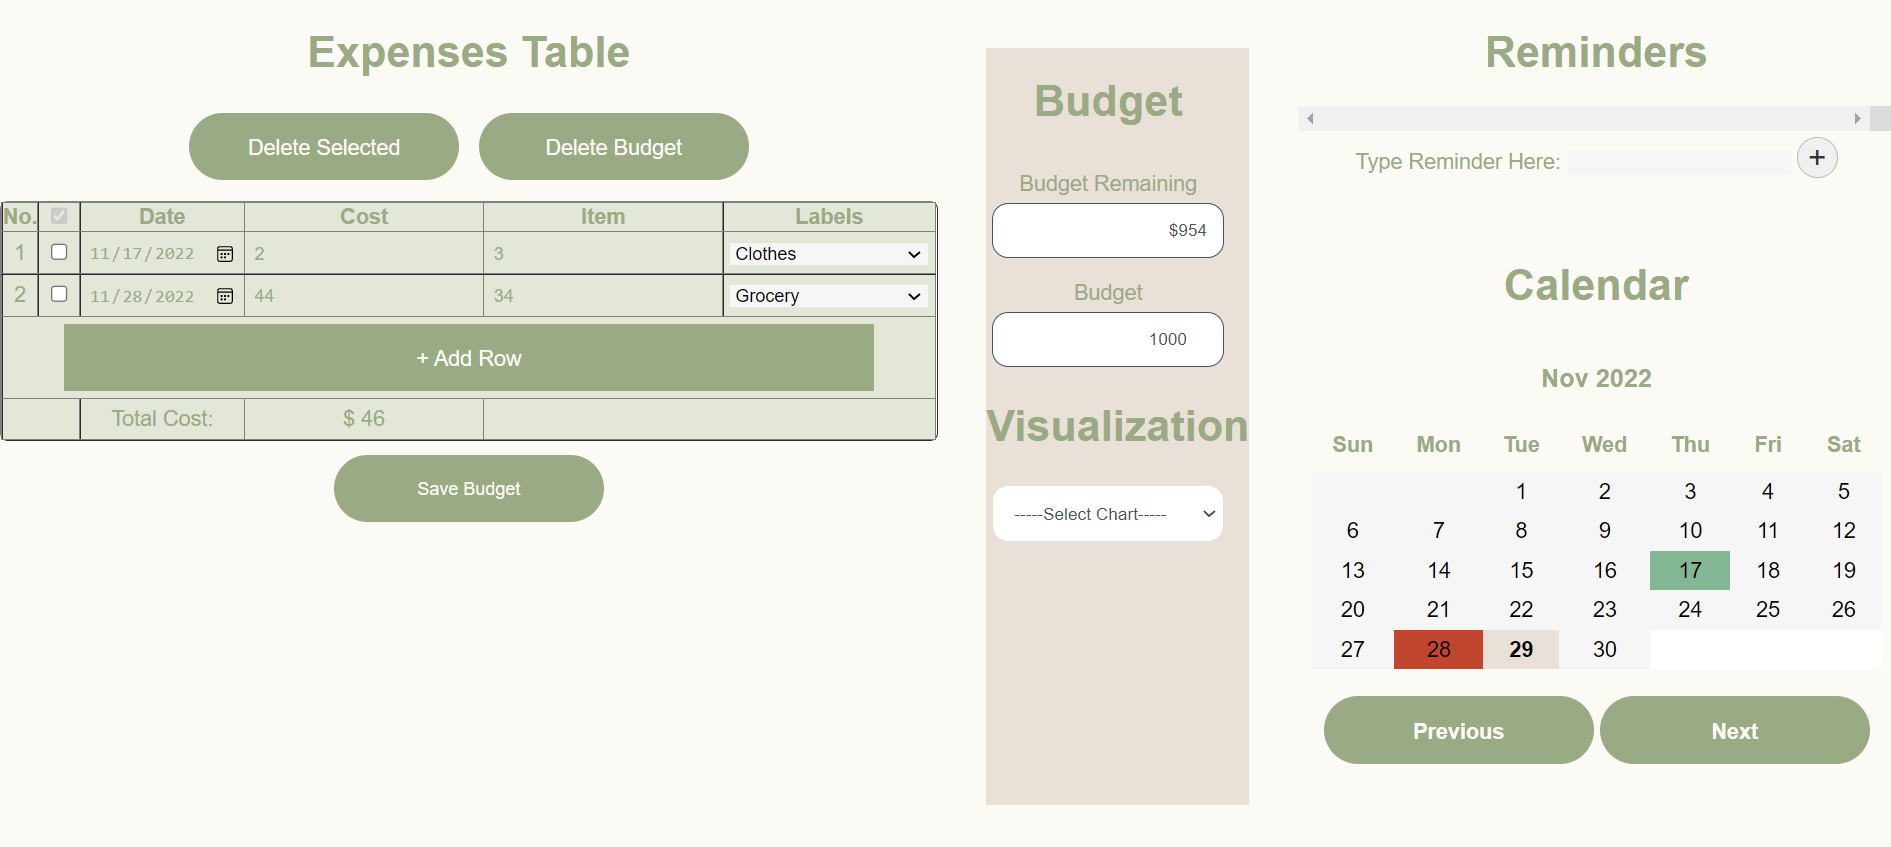 Expenses Table
Delete Selected Delete Budget
No. Date Cost Item Labels
1 11/17/2022 2 3 Clothes
2 11/28/2022 44 34 Grocery
+ Add Row
Total Cost: $ 46
Save Budget
Budget
Budget Remaining
$954
Budget
1000
Visualization
-----Select Chart-----
Reminders
Type Reminder Here: +
Calendar
Nov 2022
Sun Mon Tue Wed Thu Fri Sat
1 2 3 4 5
6 7 8 9 10 11 12
13 14 15 16 17 18 19
20 21 22 23 24 25 26
27 28 29 30
Previous Next